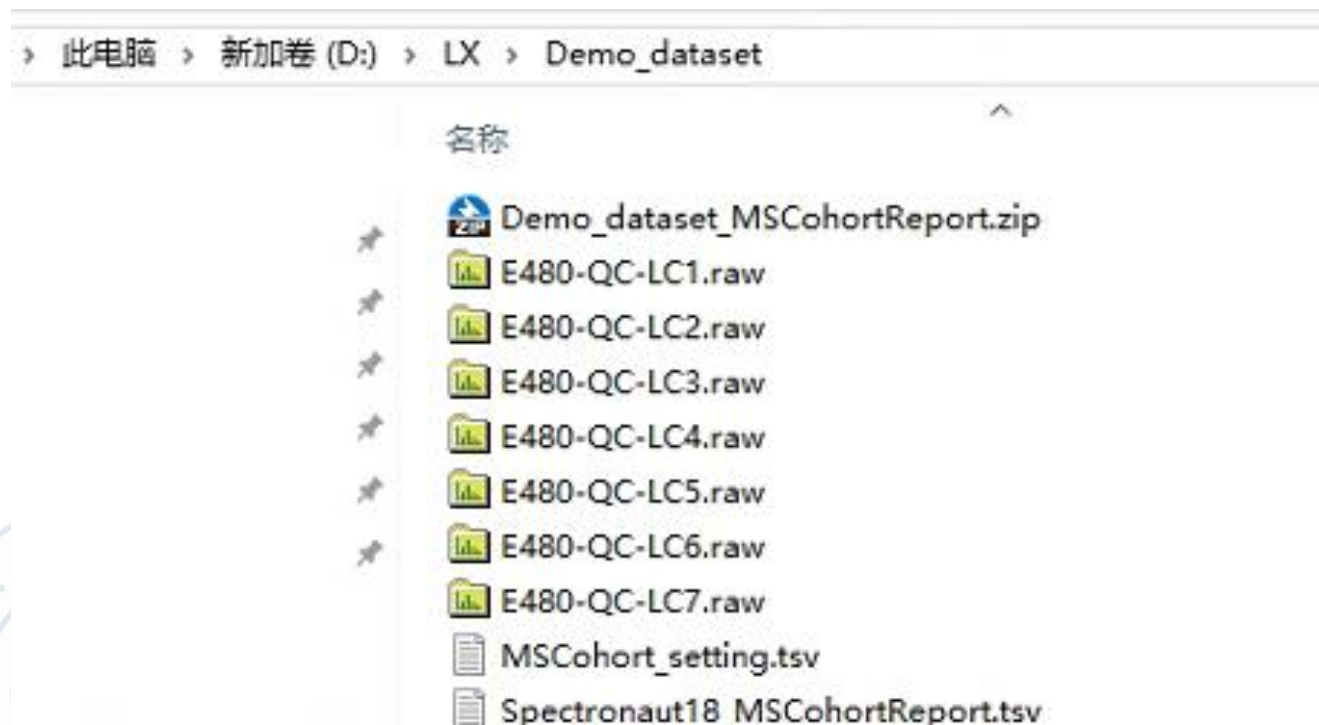 › 此电脑 › 新加卷 (D:) › LX › Demo_dataset
名称
Demo_dataset_MSCohortReport.zip
E480-QC-LC1.raw
E480-QC-LC2.raw
E480-QC-LC3.raw
E480-QC-LC4.raw
E480-QC-LC5.raw
E480-QC-LC6.raw
E480-QC-LC7.raw
MSCohort_setting.tsv
Spectronaut18_MSCohortReport.tsv